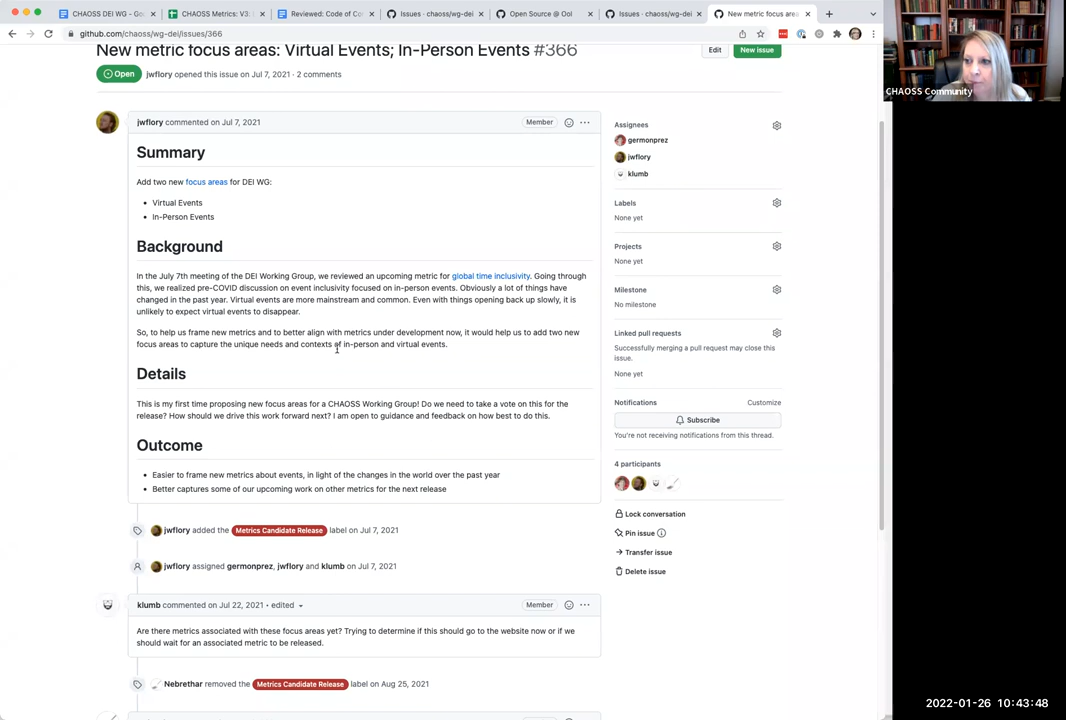 CHAOSS DEI WG - Go
CHAOSS Metrics: V3:
Reviewed: Code of Co
Issues · chaoss/wg-dei
Open Source @ Ool
Issues · chaoss/wg-dei
New metric focus areas
github.com/chaoss/wg-dei/issues/366
New metric focus areas: Virtual Events; In-Person Events #366
Edit
New issue
Open
jwflory opened this issue on Jul 7, 2021 · 2 comments
jwflory commented on Jul 7, 2021
Member
Summary
Add two new focus areas for DEI WG:
• Virtual Events
• In-Person Events
Background
In the July 7th meeting of the DEI Working Group, we reviewed an upcoming metric for global time inclusivity. Going through
this, we realized pre-COVID discussion on event inclusivity focused on in-person events. Obviously a lot of things have
changed in the past year. Virtual events are more mainstream and common. Even with things opening back up slowly, it is
unlikely to expect virtual events to disappear.
So, to help us frame new metrics and to better align with metrics under development now, it would help us to add two new
focus areas to capture the unique needs and contexts of in-person and virtual events.
Details
This is my first time proposing new focus areas for a CHAOSS Working Group! Do we need to take a vote on this for the
release? How should we drive this work forward next? I am open to guidance and feedback on how best to do this.
Outcome
• Easier to frame new metrics about events, in light of the changes in the world over the past year
• Better captures some of our upcoming work on other metrics for the next release
jwflory added the Metrics Candidate Release label on Jul 7, 2021
jwflory assigned germonprez, jwflory and klumb on Jul 7, 2021
klumb commented on Jul 22, 2021 • edited
Member
Are there metrics associated with these focus areas yet? Trying to determine if this should go to the website now or if we
should wait for an associated metric to be released.
Nebrethar removed the Metrics Candidate Release label on Aug 25, 2021
Assignees
germonprez
jwflory
klumb
Labels
None yet
Projects
None yet
Milestone
No milestone
Linked pull requests
Successfully merging a pull request may close this
issue.
None yet
Notifications
Customize
Subscribe
You're not receiving notifications from this thread.
4 participants
Lock conversation
Pin issue
Transfer issue
Delete issue
CHAOSS Community
2022-01-26 10:43:48